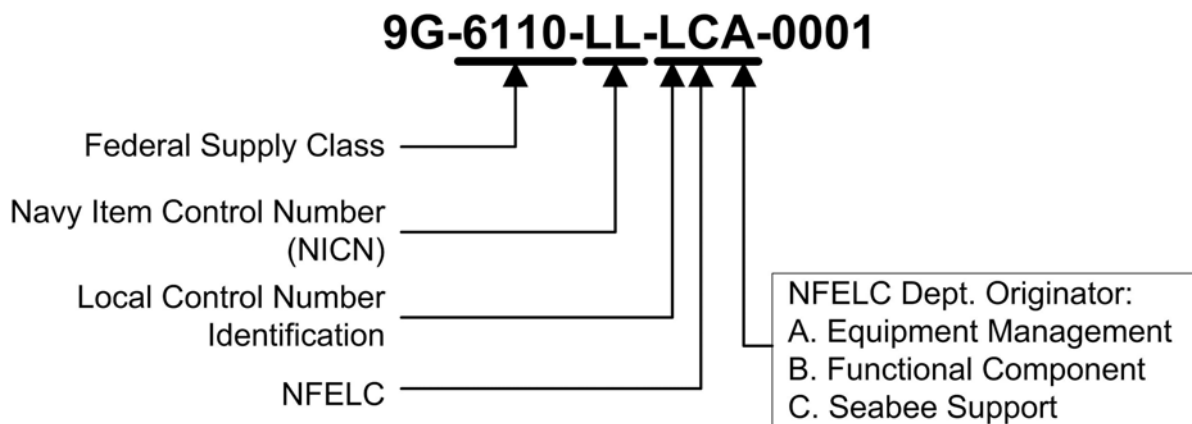 9G-6110-LL-LCA-0001
Federal Supply Class
Navy Item Control Number
(NICN)
Local Control Number
Identification
NFELC
NFELC Dept. Originator:
A. Equipment Management
B. Functional Component
C. Seabee Support